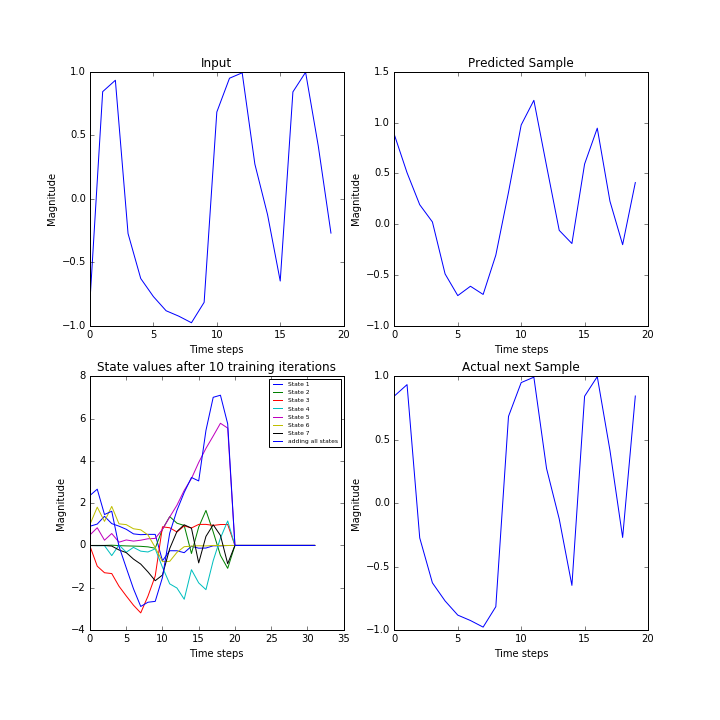 Input
Magnitude
1.0
0.5
0.0
−0.5
−1.0
0 5 10 15 20
Time steps
Predicted Sample
Magnitude
1.5
1.0
0.5
0.0
−0.5
−1.0
0 5 10 15 20
Time steps
State values after 10 training iterations
Magnitude
8
6
4
2
0
−2
−4
0 5 10 15 20 25 30 35
Time steps
State 1
State 2
State 3
State 4
State 5
State 6
State 7
adding all states
Actual next Sample
Magnitude
1.0
0.5
0.0
−0.5
−1.0
0 5 10 15 20
Time steps